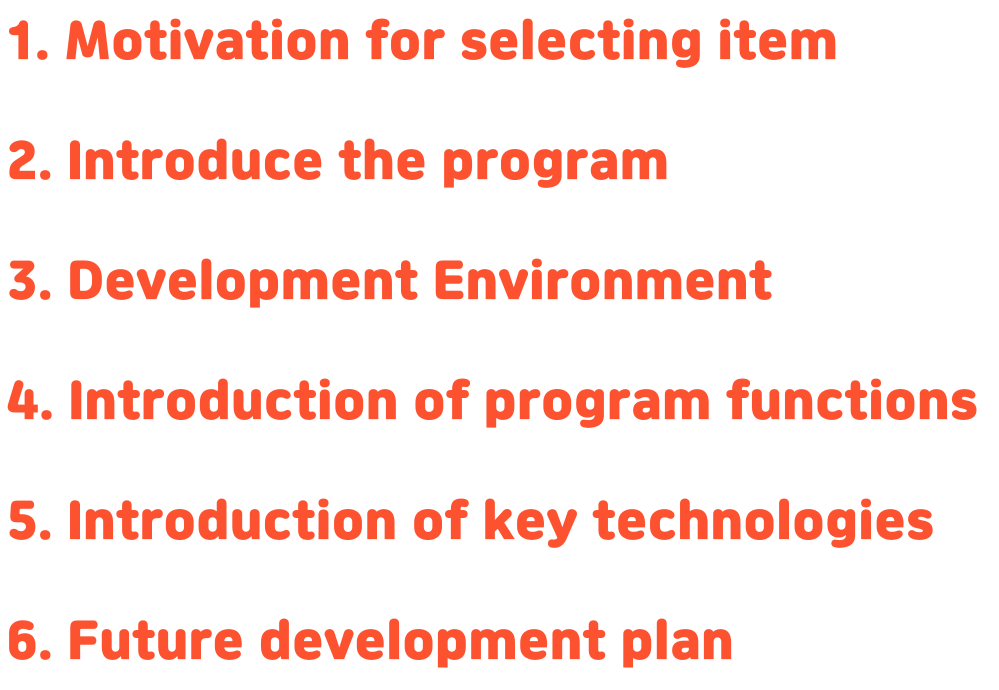 1. Motivation for selecting item
2. Introduce the program
3. Development Environment
4. Introduction of program functions
5. Introduction of key technologies
6. Future development plan